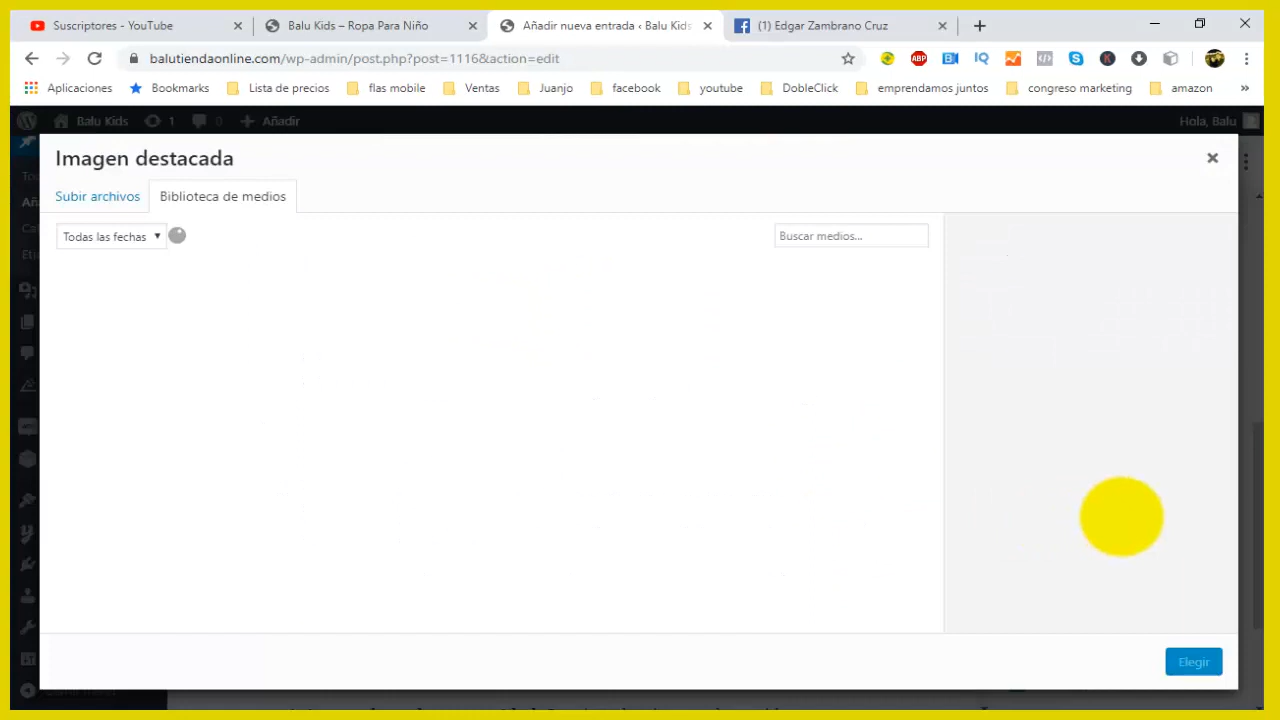 Suscriptores - YouTube
Balu Kids – Ropa Para Niño
Añadir nueva entrada ‹ Balu Kids
(1) Edgar Zambrano Cruz
balutiendaonline.com/wp-admin/post.php?post=1116&action=edit
ABP
IQ
Aplicaciones
Bookmarks
Lista de precios
flas mobile
Ventas
Juanjo
facebook
youtube
DobleClick
emprendamos juntos
congreso marketing
amazon
»
Balu Kids
1
0
Añadir
Hola, Balu
Imagen destacada
Subir archivos
Biblioteca de medios
Todas las fechas
Buscar medios...
Elegir